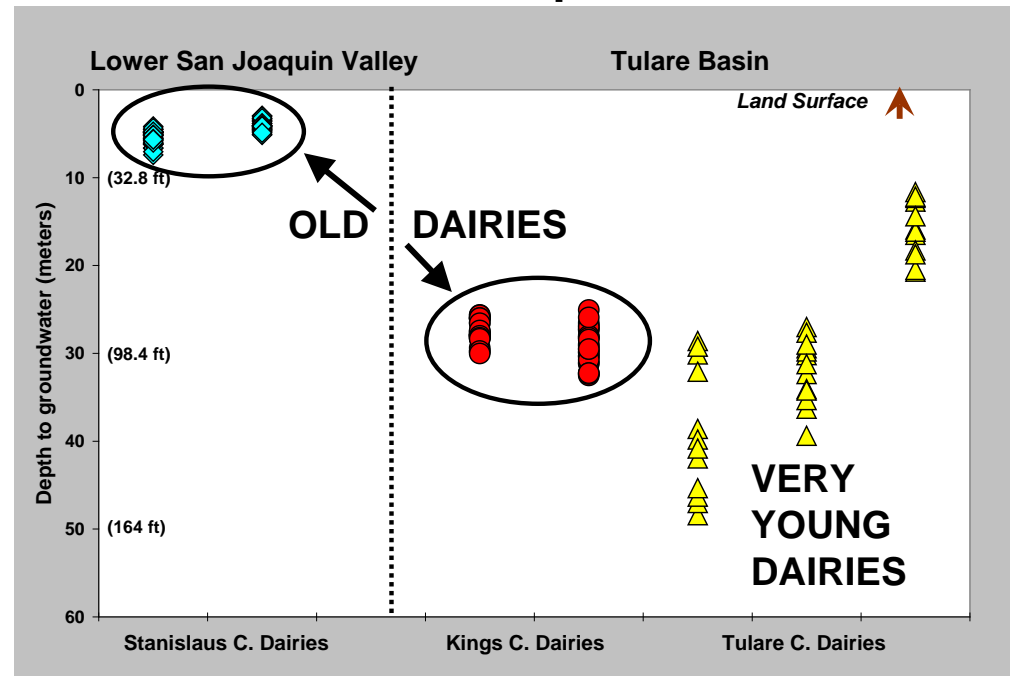 Lower San Joaquin Valley
Tulare Basin
0
Land Surface
10
(32.8 ft)
OLD DAIRIES
20
30
(98.4 ft)
40
VERY
YOUNG
DAIRIES
50
(164 ft)
60
Depth to groundwater (meters)
Stanislaus C. Dairies
Kings C. Dairies
Tulare C. Dairies